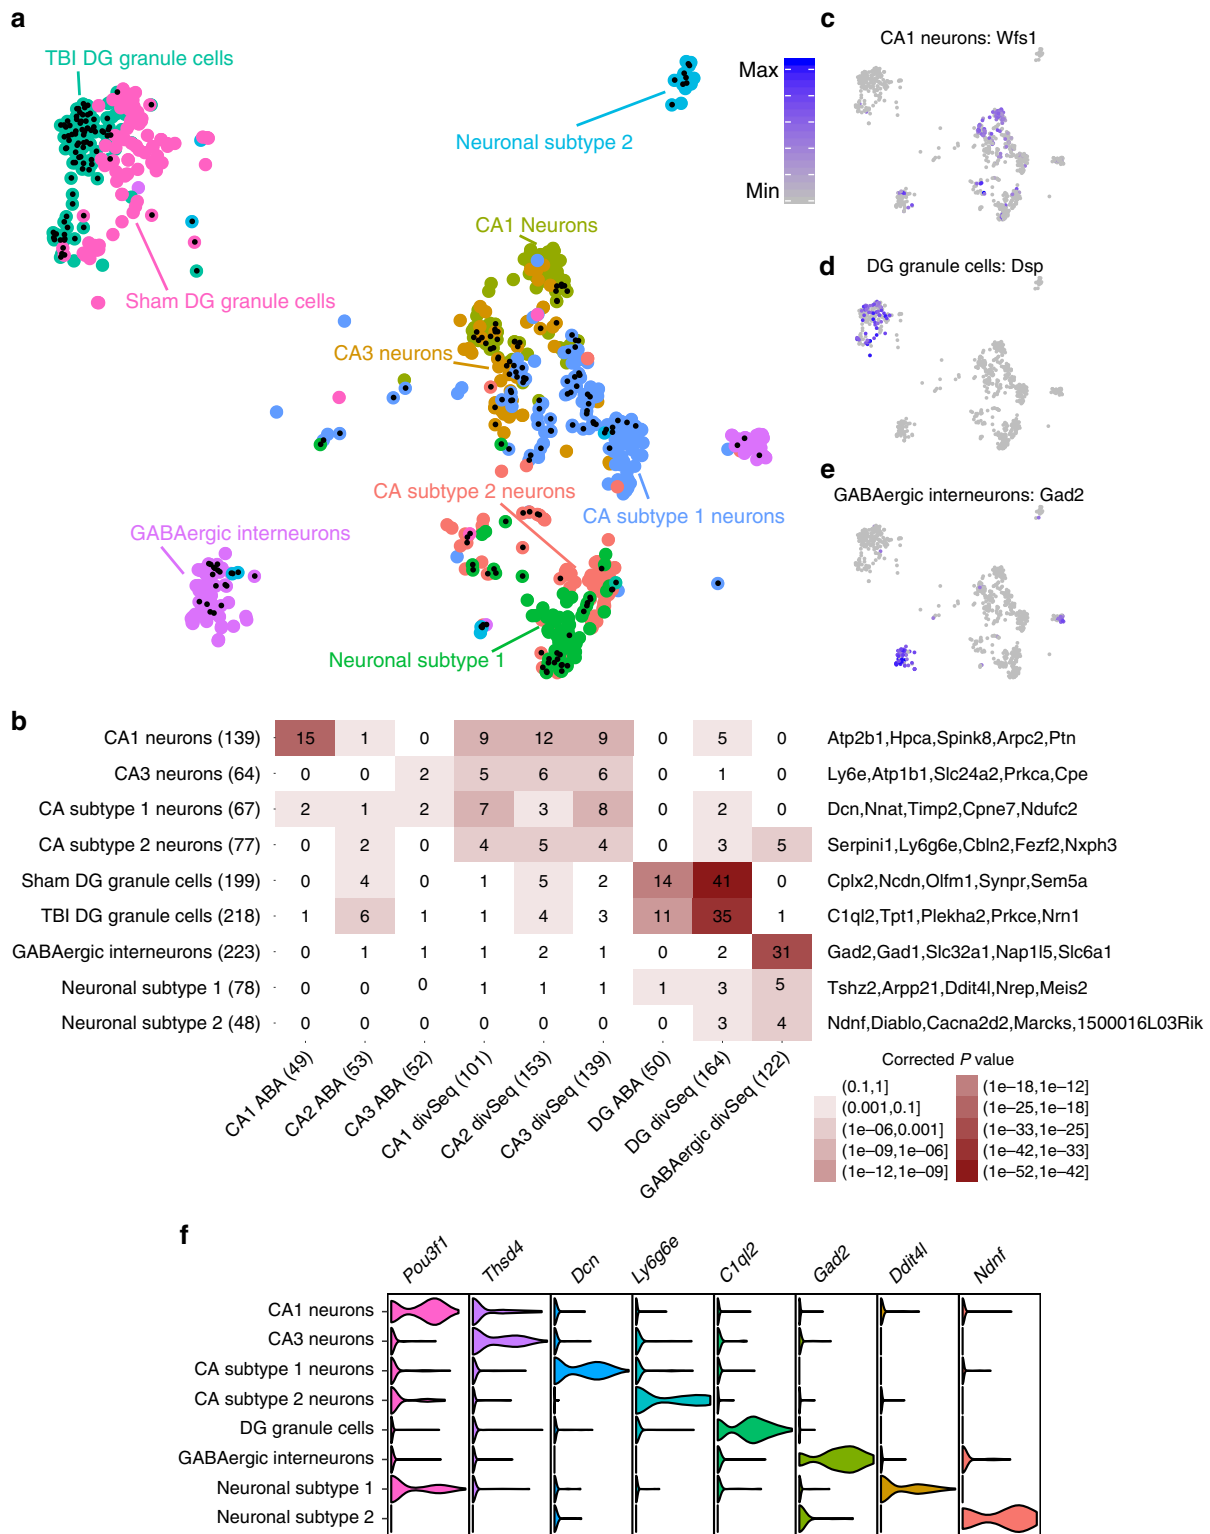 a
TBI DG granule cells
Neuronal subtype 2
CA1 Neurons
Sham DG granule cells
CA3 neurons
CA subtype 2 neurons
CA subtype 1 neurons
GABAergic interneurons
Neuronal subtype 1
Max
Min
c
CA1 neurons: Wfs1
d
DG granule cells: Dsp
e
GABAergic interneurons: Gad2
b
CA1 neurons (139) 15 1 0 9 12 9 0 5 0 Atp2b1,Hpca,Spink8,Arpc2,Ptn
CA3 neurons (64) 0 0 2 5 6 6 0 1 0 Ly6e,Atp1b1,Slc24a2,Prkca,Cpe
CA subtype 1 neurons (67) 2 1 2 7 3 8 0 2 0 Dcn,Nnat,Timp2,Cpne7,Ndufc2
CA subtype 2 neurons (77) 0 2 0 4 5 4 0 3 5 Serpini1,Ly6g6e,Cbln2,Fezf2,Nxph3
Sham DG granule cells (199) 0 4 0 1 5 2 14 41 0 Cplx2,Ncdn,Olfm1,Synpr,Sem5a
TBI DG granule cells (218) 1 6 1 1 4 3 11 35 1 C1ql2,Tpt1,Plekha2,Prkce,Nrn1
GABAergic interneurons (223) 0 1 1 1 2 1 0 2 31 Gad2,Gad1,Slc32a1,Nap1l5,Slc6a1
Neuronal subtype 1 (78) 0 0 0 1 1 1 1 3 5 Tshz2,Arpp21,Ddit4l,Nrep,Meis2
Neuronal subtype 2 (48) 0 0 0 0 0 0 0 3 4 Ndnf,Diablo,Cacna2d2,Marcks,1500016L03Rik
CA1 ABA (49)
CA2 ABA (53)
CA3 ABA (52)
CA1 divSeq (101)
CA2 divSeq (153)
CA3 divSeq (139)
DG ABA (50)
DG divSeq (164)
GABAergic divSeq (122)
Corrected P value
(0.1,1]
(0.001,0.1]
(1e–06,0.001]
(1e–09,1e–06]
(1e–12,1e–09]
(1e–18,1e–12]
(1e–25,1e–18]
(1e–33,1e–25]
(1e–42,1e–33]
(1e–52,1e–42]
f
Pou3f1
Thsd4
Dcn
Ly6g6e
C1ql2
Gad2
Ddit4l
Ndnf
CA1 neurons
CA3 neurons
CA subtype 1 neurons
CA subtype 2 neurons
DG granule cells
GABAergic interneurons
Neuronal subtype 1
Neuronal subtype 2